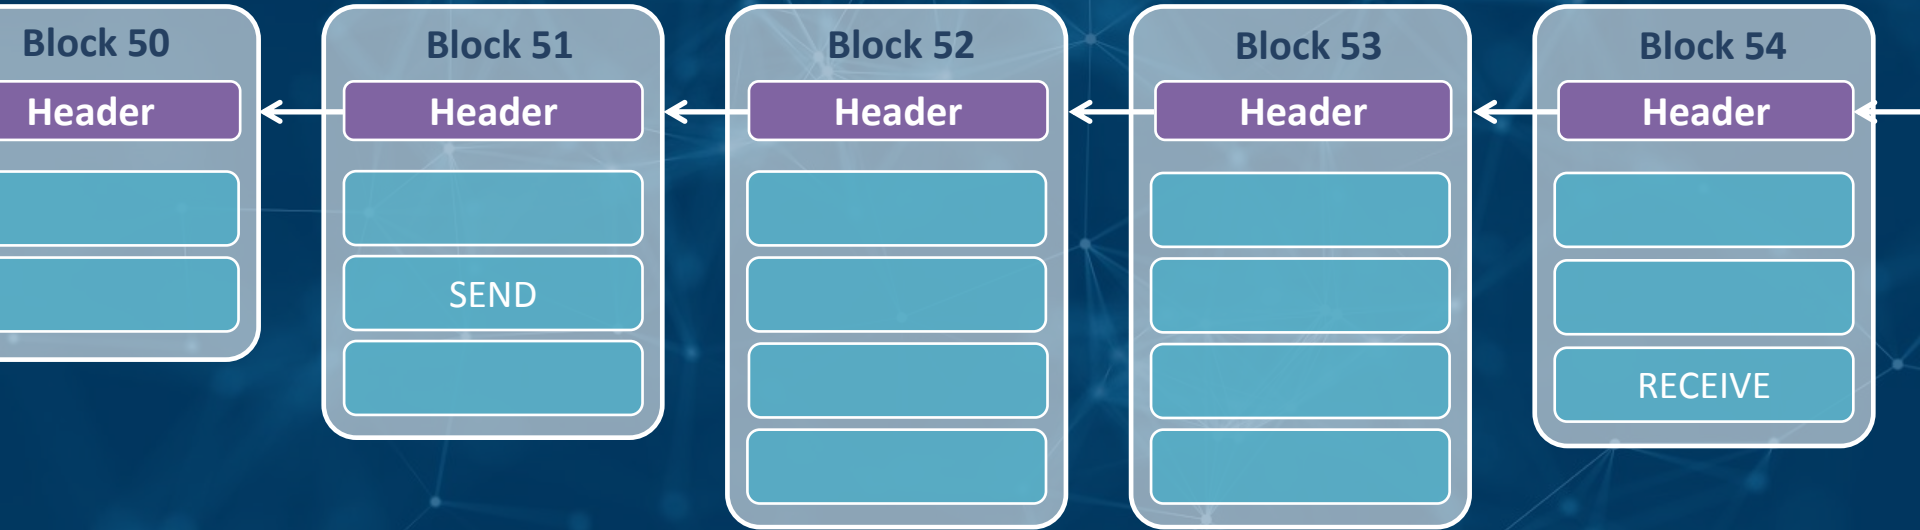 Block 50
Header
Block 51
Header
SEND
Block 52
Header
Block 53
Header
Block 54
Header
RECEIVE